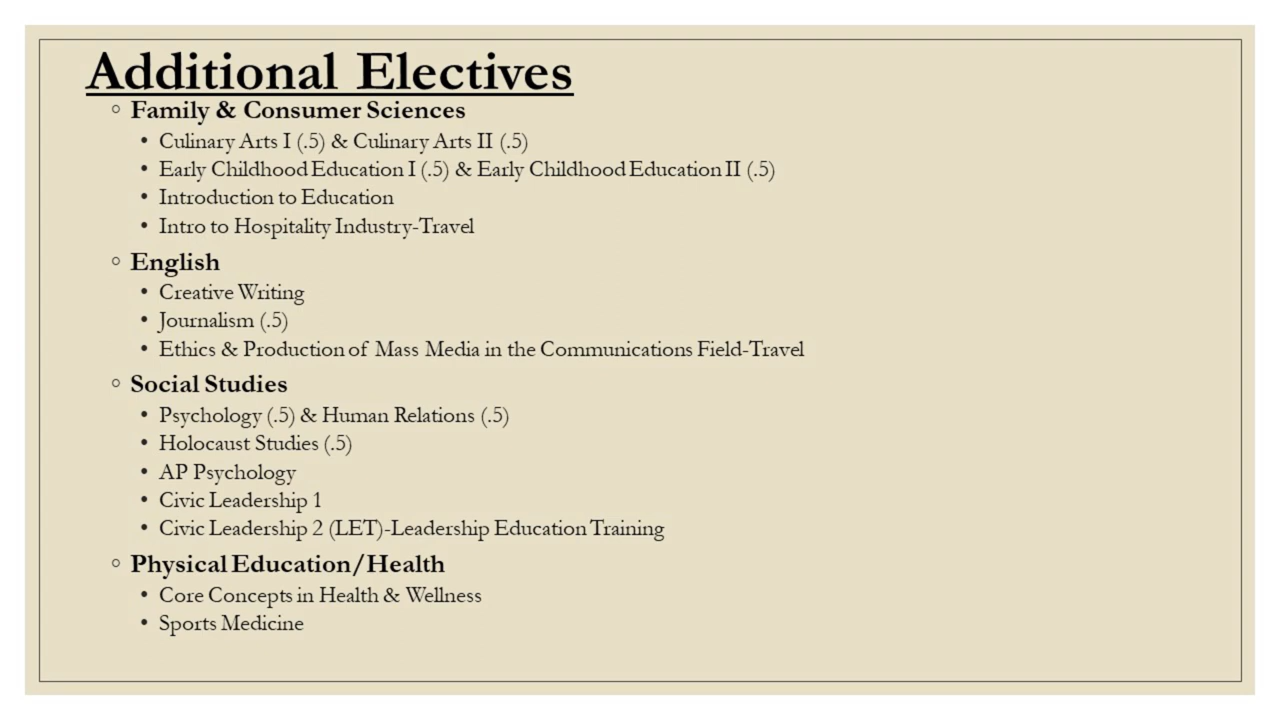 Additional Electives
◦ Family & Consumer Sciences
• Culinary Arts I (.5) & Culinary Arts II (.5)
• Early Childhood Education I (.5) & Early Childhood Education II (.5)
• Introduction to Education
• Intro to Hospitality Industry-Travel
◦ English
• Creative Writing
• Journalism (.5)
• Ethics & Production of Mass Media in the Communications Field-Travel
◦ Social Studies
• Psychology (.5) & Human Relations (.5)
• Holocaust Studies (.5)
• AP Psychology
• Civic Leadership 1
• Civic Leadership 2 (LET)-Leadership Education Training
◦ Physical Education/Health
• Core Concepts in Health & Wellness
• Sports Medicine